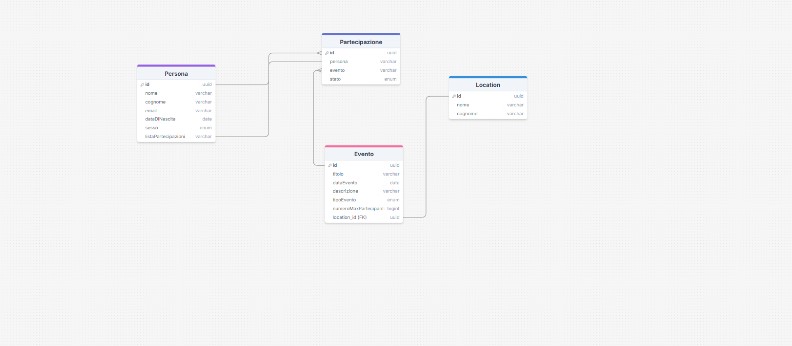 Persona
id uuid
nome varchar
cognome varchar
email varchar
dataDiNascita date
sesso enum
listaPartecipazioni varchar
Partecipazione
id uuid
persona varchar
evento varchar
stato enum
Location
id uuid
nome varchar
cognome varchar
Evento
id uuid
titolo varchar
dataEvento date
descrizione varchar
tipoEvento enum
numeroMaxPartecipanti bigint
location_id (FK) uuid